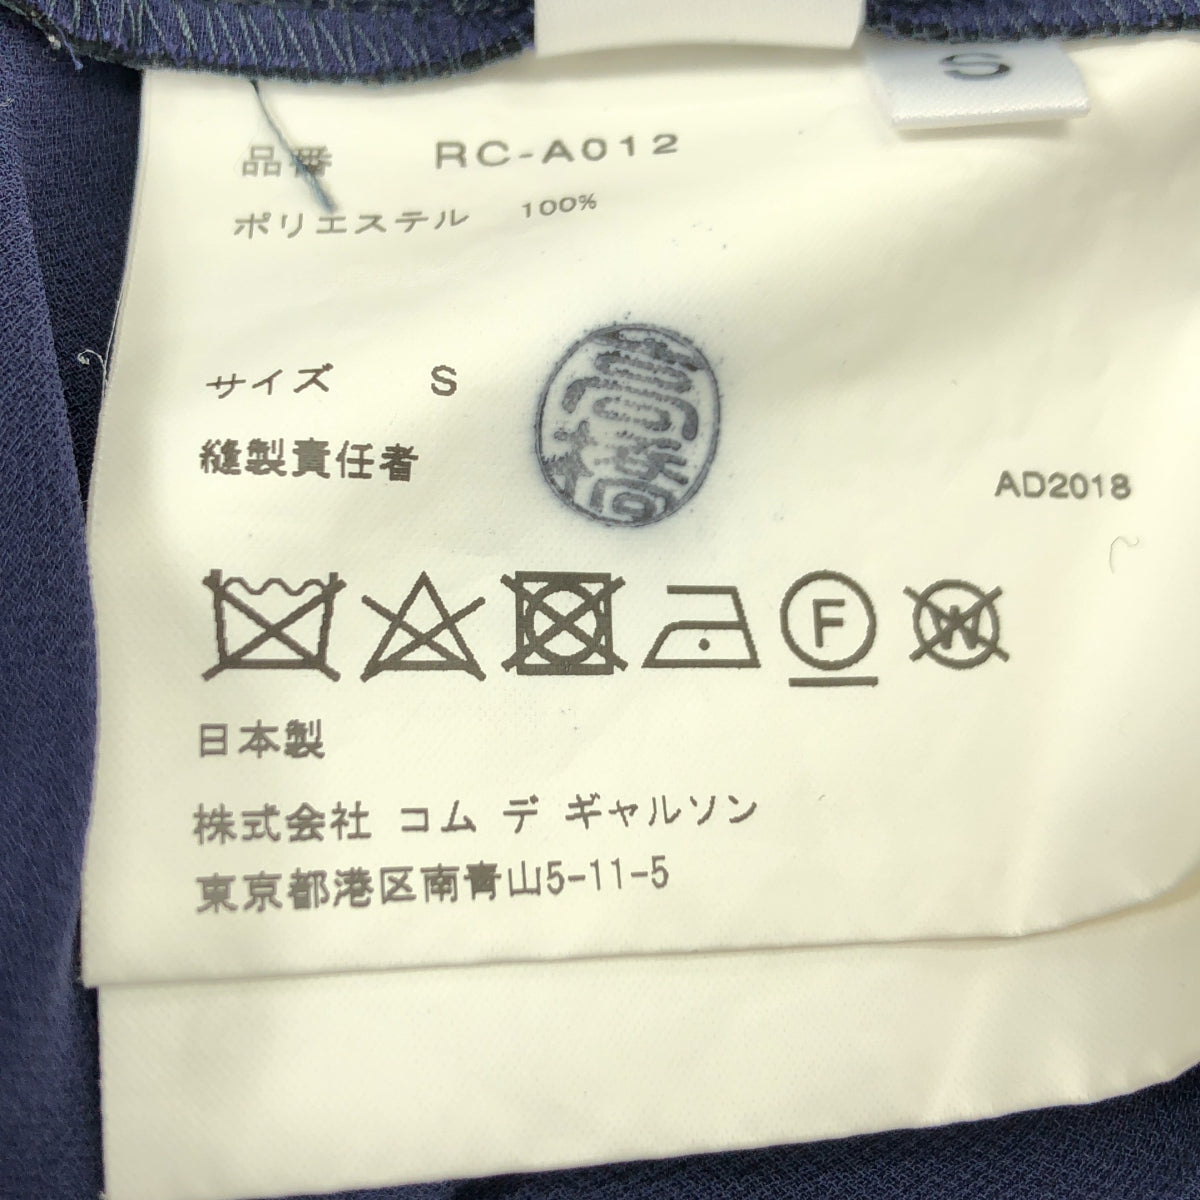 S
品番 RC-A012
ポリエステル 100%
サイズ S
縫製責任者 高橋
AD2018
F W
日本製
株式会社 コム デ ギャルソン
東京都港区南青山5-11-5